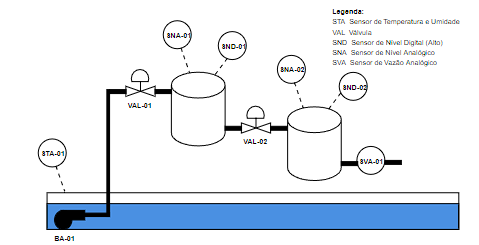 Legenda:
STA Sensor de Temperatura e Umidade
VAL Válvula
SND Sensor de Nível Digital (Alto)
SNA Sensor de Nível Analógico
SVA Sensor de Vazão Analógico
SNA-01
SND-01
SNA-02
SND-02
VAL-01
VAL-02
STA-01
SVA-01
BA-01